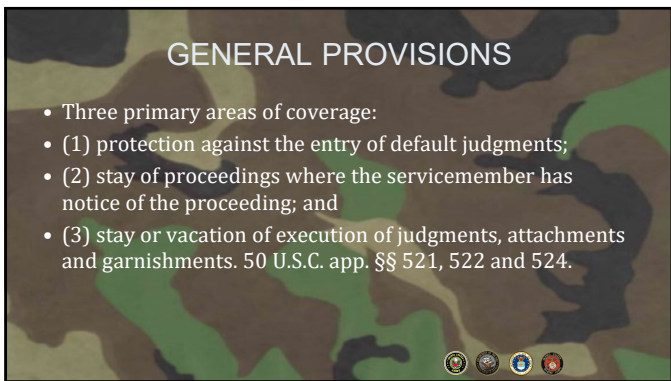 GENERAL PROVISIONS
• Three primary areas of coverage:
• (1) protection against the entry of default judgments;
• (2) stay of proceedings where the servicemember has
notice of the proceeding; and
• (3) stay or vacation of execution of judgments, attachments
and garnishments. 50 U.S.C. app. §§ 521, 522 and 524.